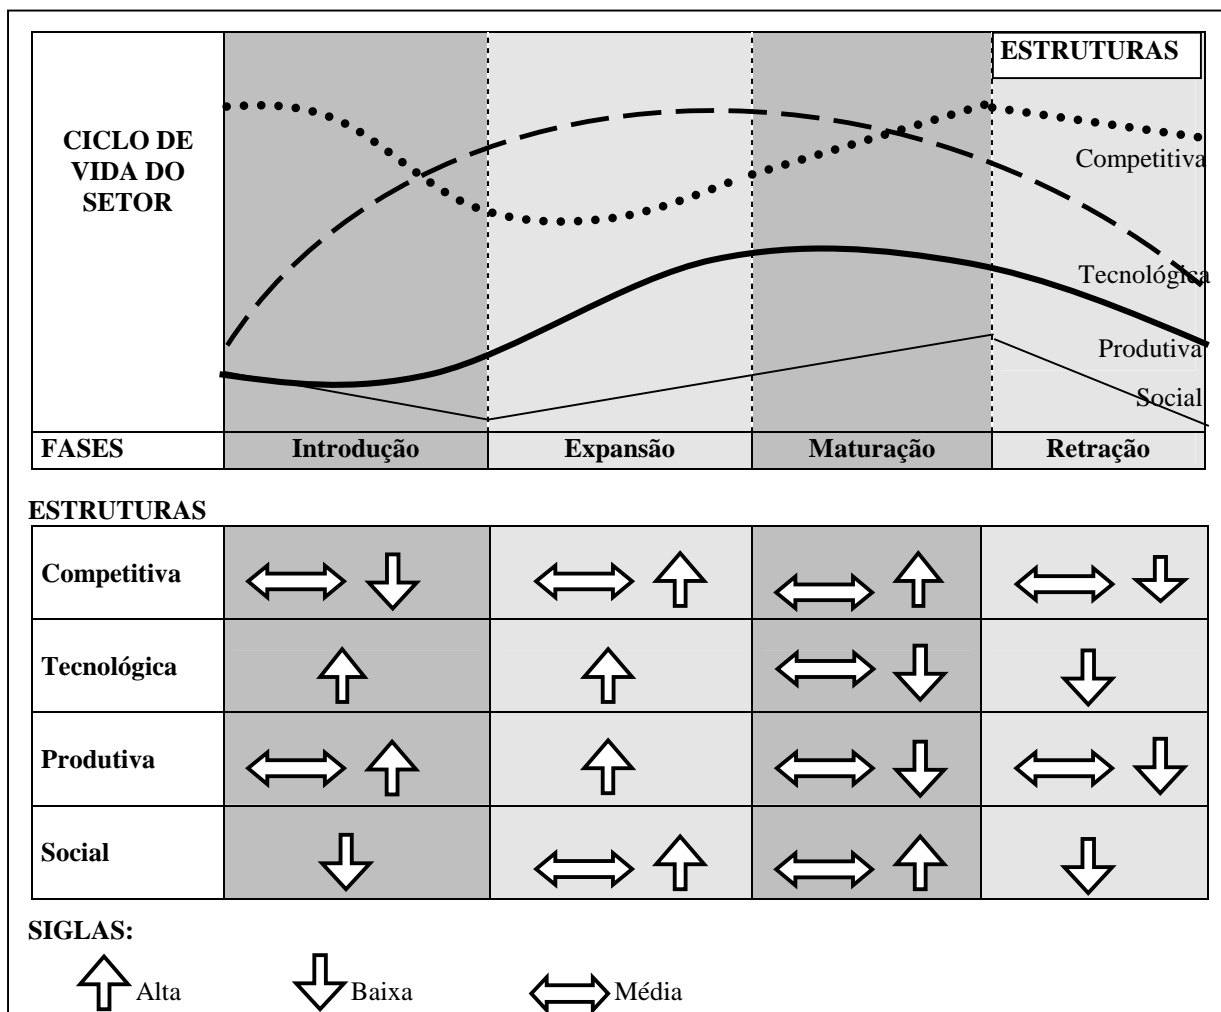 ESTRUTURAS
CICLO DE
VIDA DO
SETOR
Competitiva
Tecnológica
Produtiva
Social
FASES Introdução Expansão Maturação Retração
ESTRUTURAS
Competitiva
Tecnológica
Produtiva
Social
SIGLAS:
Alta Baixa Média